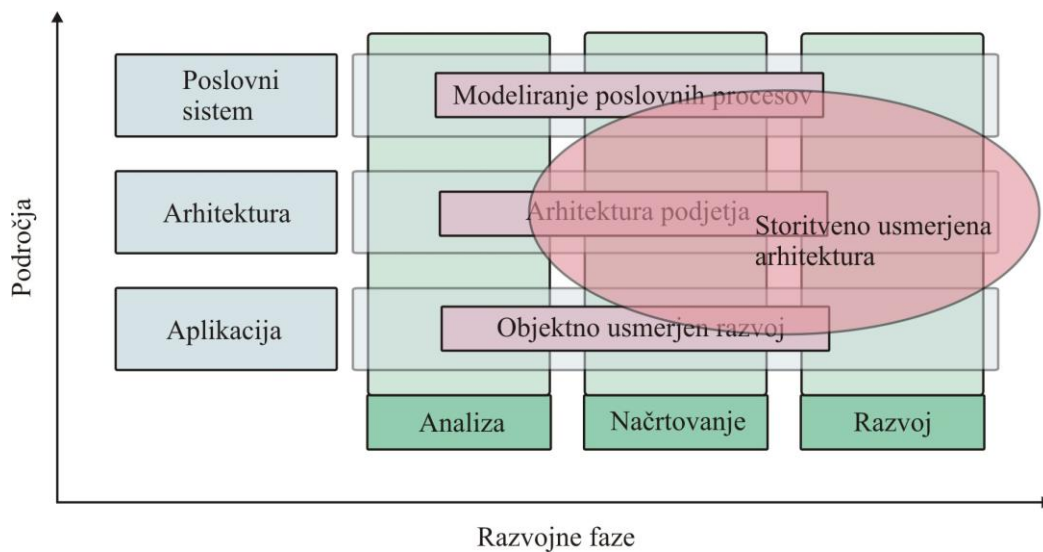 Poslovni
sistem
Modeliranje poslovnih procesov
Arhitektura
Arhitektura podjetja
Storitveno usmerjena
arhitektura
Aplikacija
Objektno usmerjen razvoj
Analiza
Načrtovanje
Razvoj
Področja
Razvojne faze